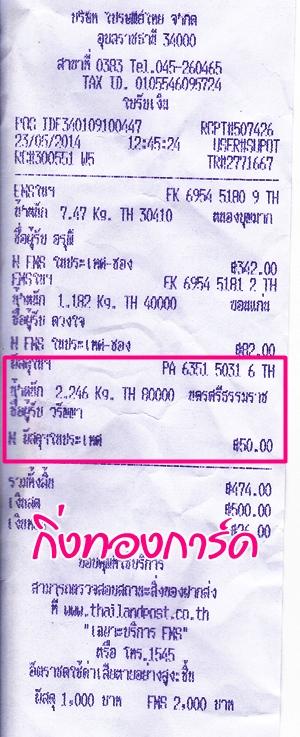 บริษัท ไปรษณีย์ไทย จำกัด
อุบลราชธานี 34000
สาขาที่ 0383 Tel.045-260465
TAX ID. 0105546095724
ใบรับเงิน
POS IDF340109100447 RCPT#507426
23/05/2014 12:45:24 USER#SUPOT
RC#300551 W5 TR#2771667
EMSในฯ EK 6954 5180 9 TH
น้ำหนัก 7.47 Kg. TH 30410 หนองบุญมาก
ชื่อผู้รับ อรุณี
N EMS ในประเทศ-ซอง ฿342.00
EMSในฯ EK 6954 5181 2 TH
น้ำหนัก 1.182 Kg. TH 40000 ขอนแก่น
ชื่อผู้รับ ดวงใจ
N EMS ในประเทศ-ซอง ฿82.00
พัสดุในฯ PA 6351 5031 6 TH
น้ำหนัก 2.246 Kg. TH 80000 นครศรีธรรมราช
ชื่อผู้รับ วรัญญา
N พัสดุฯในประเทศ ฿50.00
รวมทั้งสิ้น ฿474.00
เงินสด ฿500.00
฿26.00
กิ่งทองการ์ด
ขอบคุณที่ใช้บริการ
สามารถตรวจสอบสถานะสิ่งของฝากส่ง
ที่ www.thailandpost.co.th
"เฉพาะบริการ EMS"
หรือ โทร.1545
อัตราชดใช้ค่าเสียหายอย่างสูงชิ้น
พัสดุ 1,000 บาท EMS 2,000 บาท